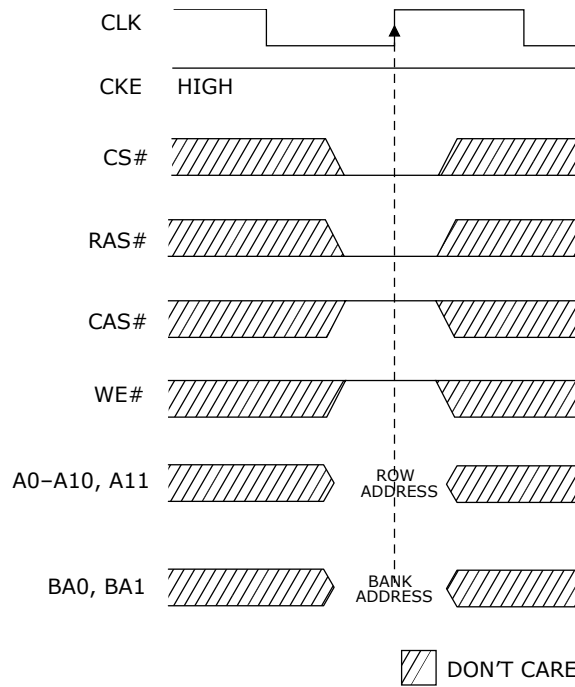 CLK
CKE HIGH
CS#
RAS#
CAS#
WE#
A0–A10, A11 ROW
ADDRESS
BA0, BA1 BANK
ADDRESS
DON'T CARE